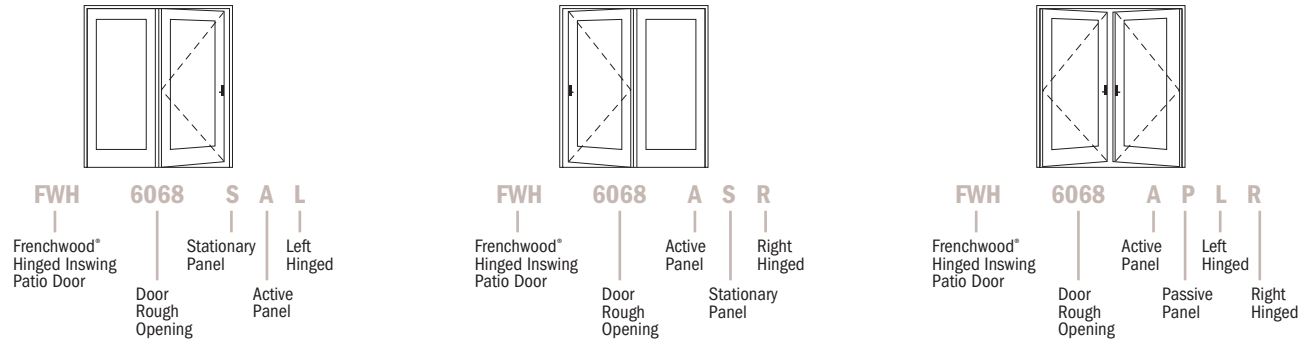 FWH 6068 S A L
Frenchwood®
Hinged Inswing
Patio Door
Door
Rough
Opening
Stationary
Panel
Active
Panel
Left
Hinged
FWH 6068 A S R
Frenchwood®
Hinged Inswing
Patio Door
Door
Rough
Opening
Active
Panel
Stationary
Panel
Right
Hinged
FWH 6068 A P L R
Frenchwood®
Hinged Inswing
Patio Door
Door
Rough
Opening
Active
Panel
Passive
Panel
Left
Hinged
Right
Hinged